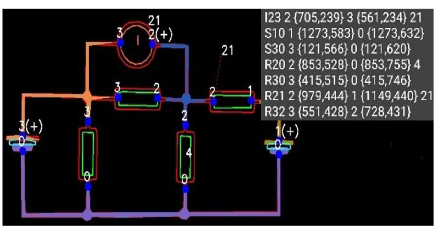 I23 2 {705,239} 3 {561,234} 21
S10 1 {1273,583} 0 {1273,632}
S30 3 {121,566} 0 {121,620}
R20 2 {853,528} 0 {853,755} 4
R30 3 {415,515} 0 {415,746}
R21 2 {979,444} 1 {1149,440} 21
R32 3 {551,428} 2 {728,431}
21
3 I 2(+)
21
3 2 2 1
3(+) 3 2 1(+)
0 4 0
0 0